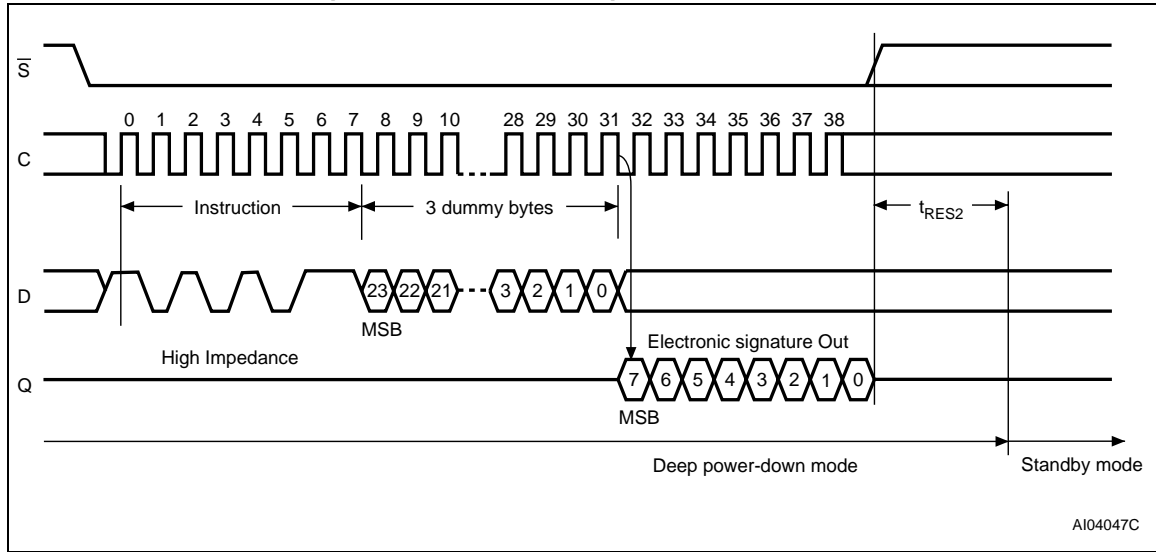 S̅
0 1 2 3 4 5 6 7 8 9 10 28 29 30 31 32 33 34 35 36 37 38
C
Instruction 3 dummy bytes tRES2
D 23 22 21 3 2 1 0
MSB
High Impedance Electronic signature Out
Q 7 6 5 4 3 2 1 0
MSB
Deep power-down mode Standby mode
AI04047C